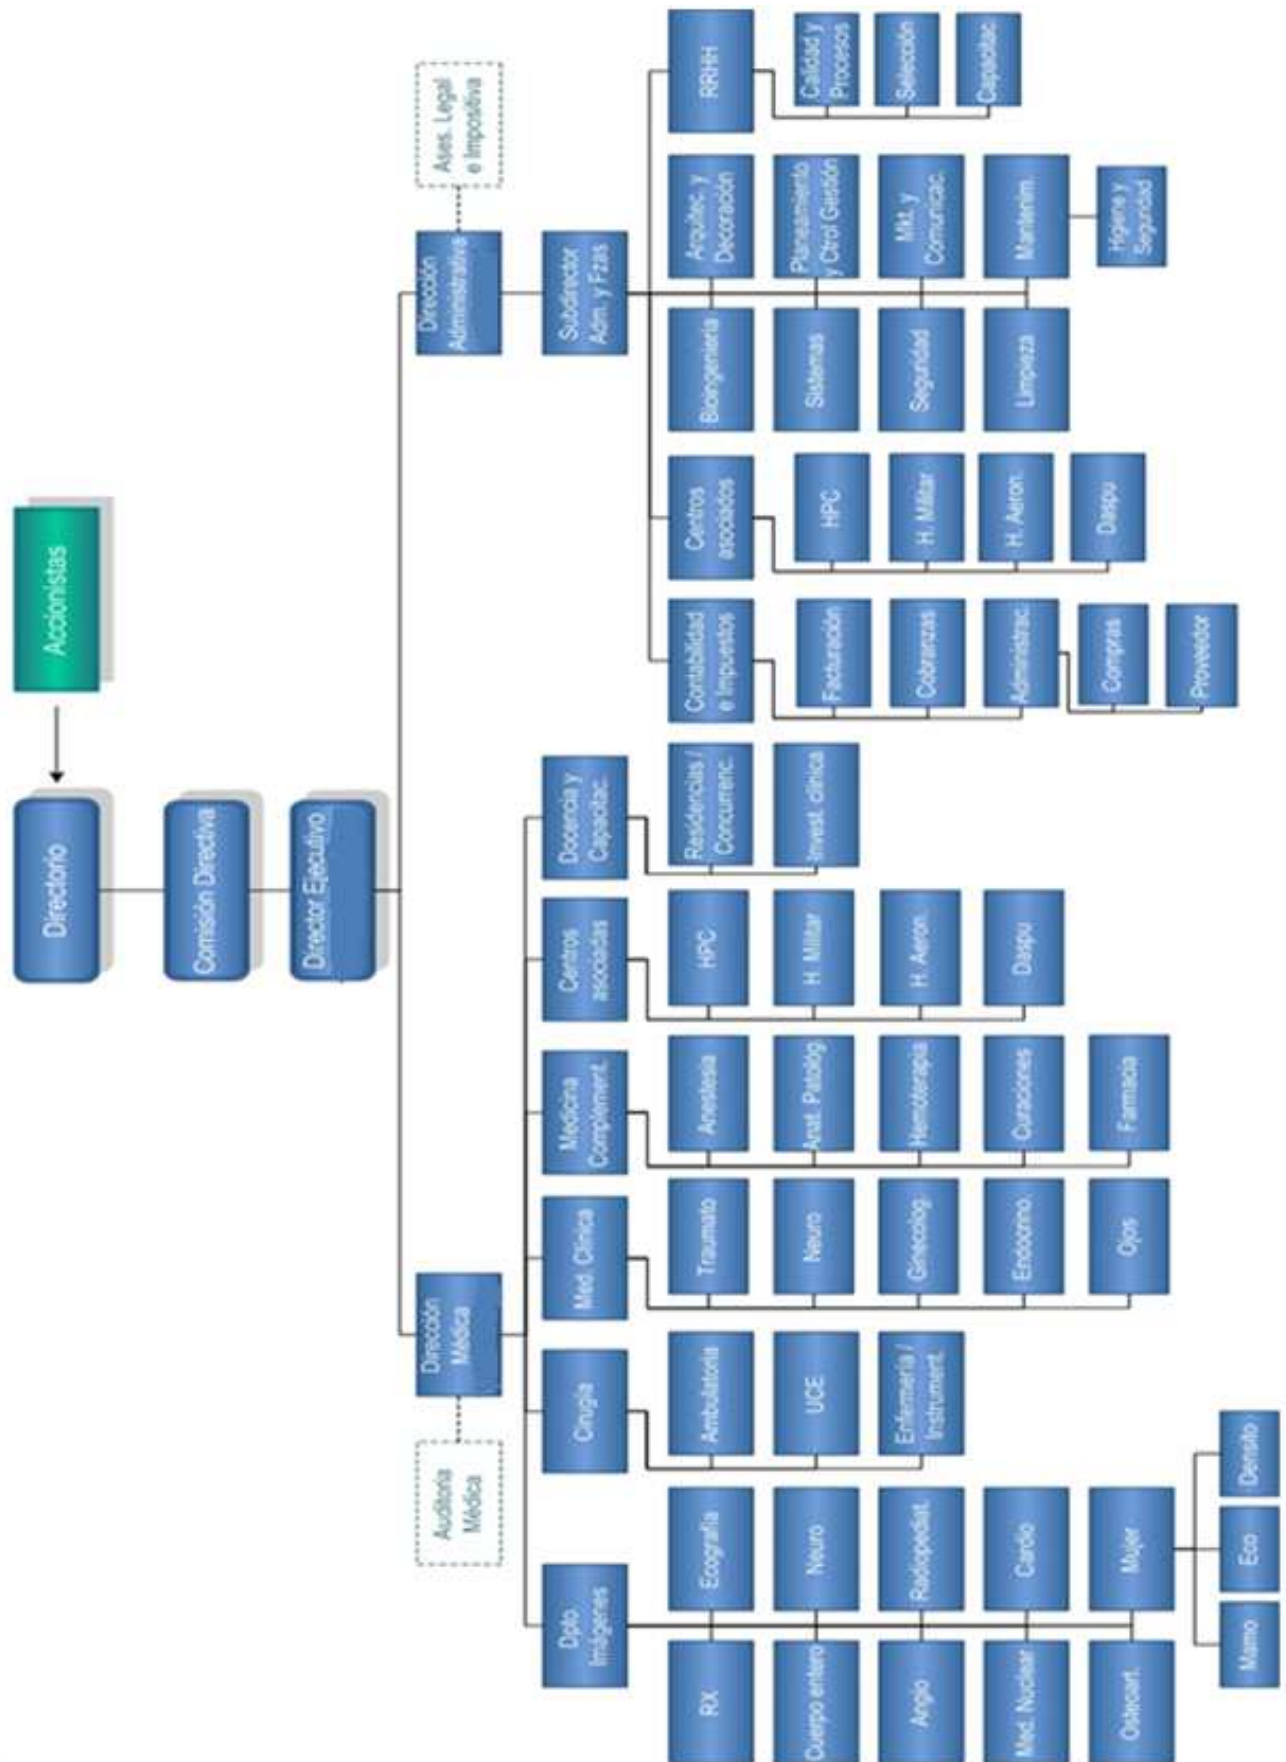 Accionistas
Directorio
Comisión Directiva
Director Ejecutivo
Auditoria
Médica
Dirección
Médica
Dirección
Administrativa
Ases. Legal
e Impositiva
Dpto
Imágenes
Cirugía
Med. Clínica
Medicina
Complément.
Centros
asociadas
Docencia y
Capacitac.
Subdirector
Adm. y Fzas
RX
Ecografía
Cuerpo entero
Neuro
Angio
Radiopediat.
Med. Nuclear
Cardio
Osteoart.
Mujer
Mamo
Eco
Densito
Ambulatoria
UCE
Enfermería /
Instrument.
Traumato
Neuro
Ginecolog.
Endocrino.
Ojos
Anestesia
Anat. Patológ.
Hemoterapia
Curaciones
Farmacia
HPC
H. Militar
H. Aeron.
Daspu
Residencias /
Concurrenc.
Invest. clínica
Contabilidad
e Impuestos
Facturación
Cobranzas
Administrac.
Compras
Proveedor
Centros
asociados
HPC
H. Militar
H. Aeron.
Daspu
Bioingeniería
Arquitec. y
Decoración
Sistemas
Planeamiento
y Ctrol Gestión
Seguridad
Mkt. y
Comunicac.
Limpieza
Mantenim.
Higiene y
Seguridad
RRHH
Calidad y
Procesos
Selección
Capacitac.